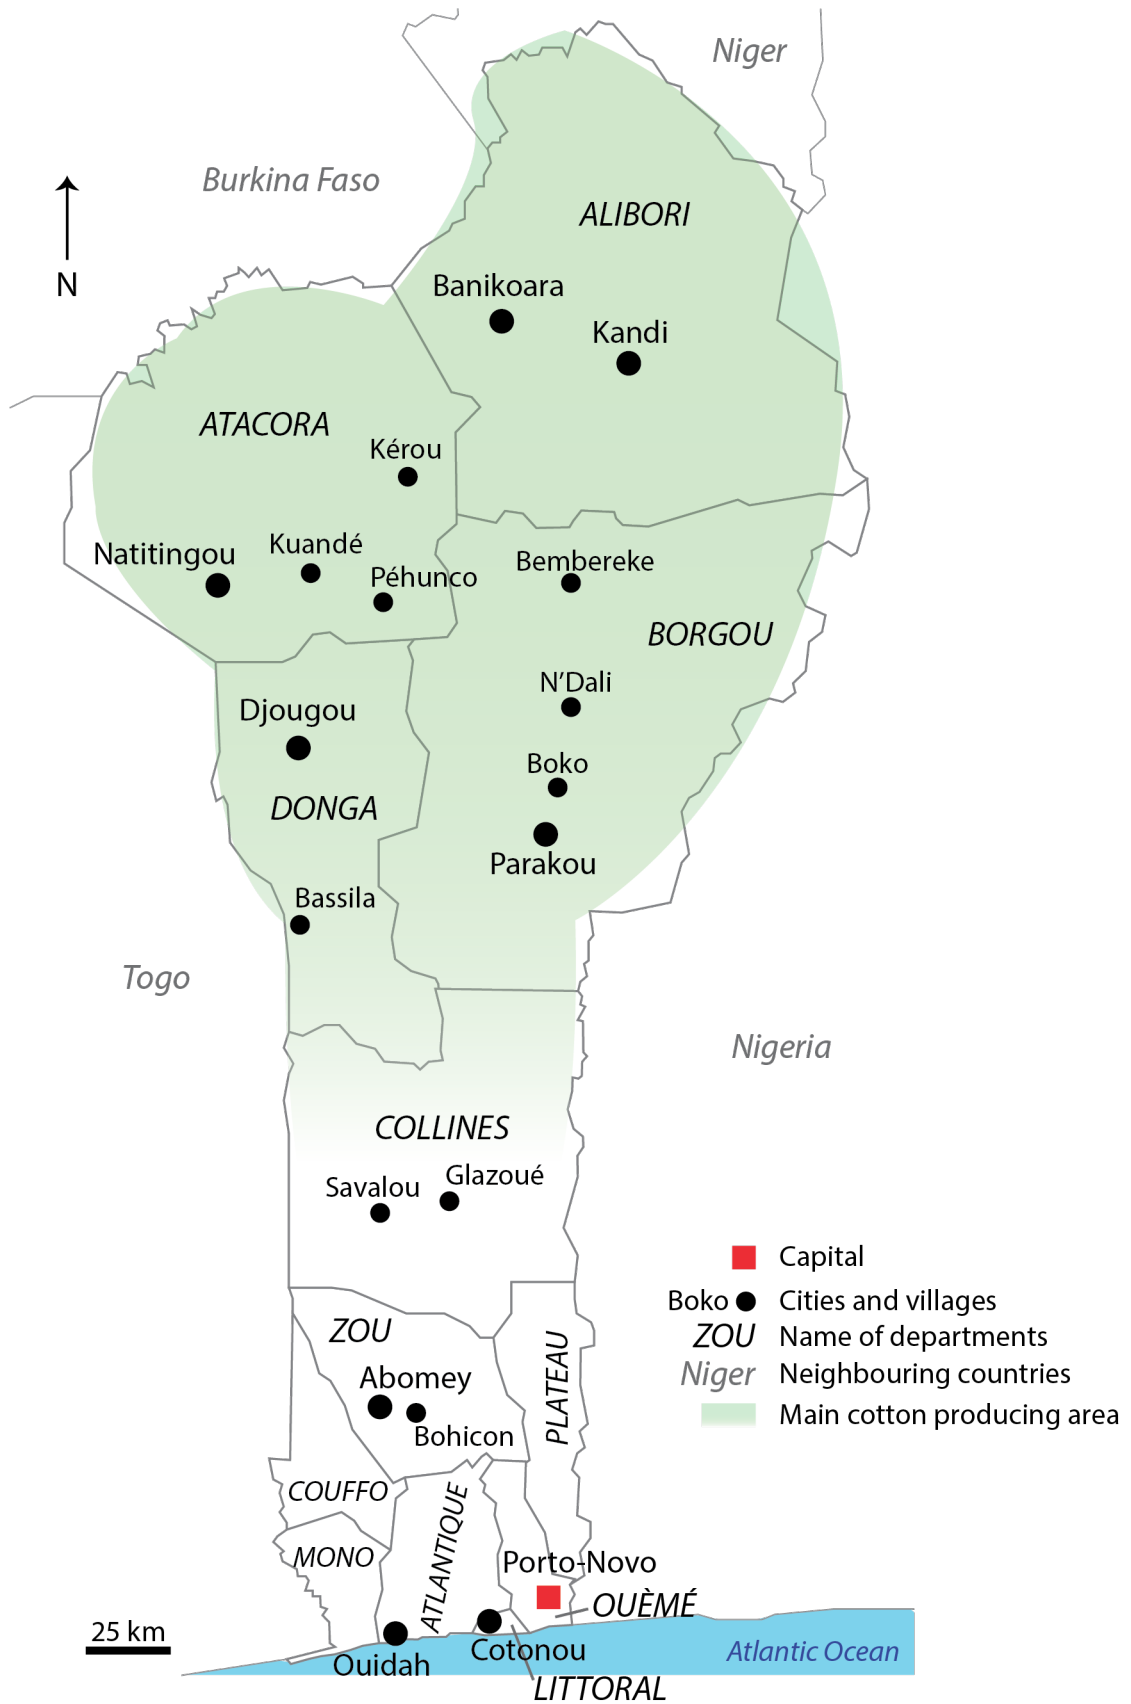 Niger
Burkina Faso
N
ALIBORI
Banikoara
Kandi
ATACORA
Kérou
Kuandé
Natitingou
Péhunco
Bembereke
BORGOU
N'Dali
Djougou
Boko
DONGA
Parakou
Bassila
Togo
Nigeria
COLLINES
Glazoué
Savalou
Capital
Boko Cities and villages
ZOU Name of departments
Niger Neighbouring countries
Main cotton producing area
ZOU
PLATEAU
Abomey
Bohicon
COUFFO
ATLANTIQUE
MONO
Porto-Novo
OUÈMÉ
25 km
Cotonou
Atlantic Ocean
Ouidah
LITTORAL